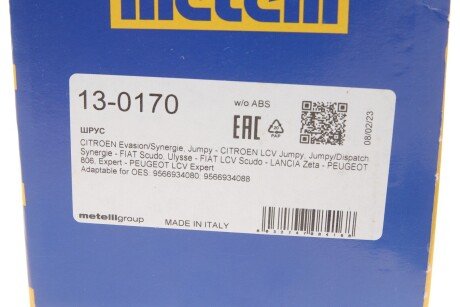 metelli
13-0170
w/o ABS
ШРУС
EAC
20
PAP
08/02/23
CITROEN Evasion/Synergie, Jumpy - CITROEN LCV Jumpy, Jumpy/Dispatch
Synergie - FIAT Scudo, Ulysse - FIAT LCV Scudo - LANCIA Zeta - PEUGEOT
806, Expert - PEUGEOT LCV Expert
Adaptable for OES: 9566934080, 9566934088
metelligroup
MADE IN ITALY